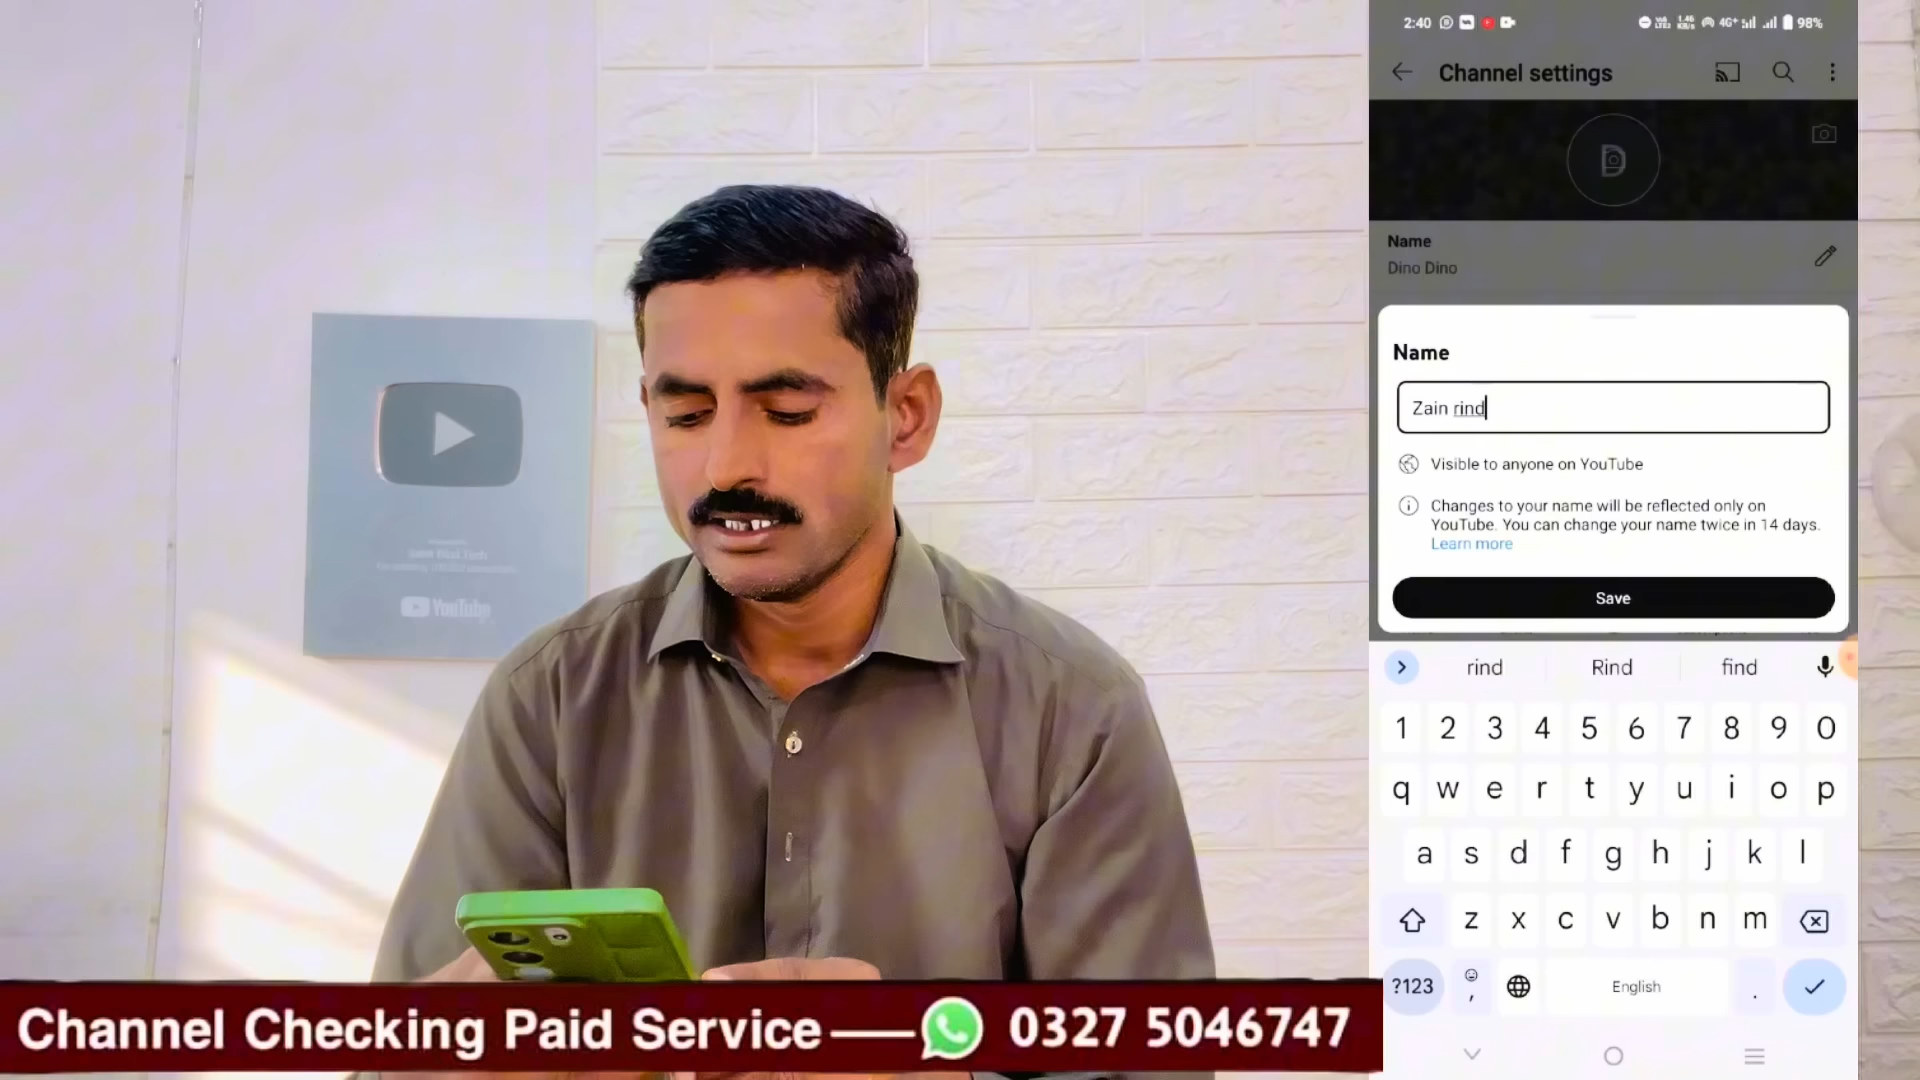 2:40
4G+
98%
Channel settings
D
Name
Dino Dino
Name
Zain rind
Visible to anyone on YouTube
Changes to your name will be reflected only on
YouTube. You can change your name twice in 14 days.
Learn more
Save
rind Rind find
1 2 3 4 5 6 7 8 9 0
q w e r t y u i o p
a s d f g h j k l
z x c v b n m
?123 , English .
YouTube
Channel Checking Paid Service — 0327 5046747